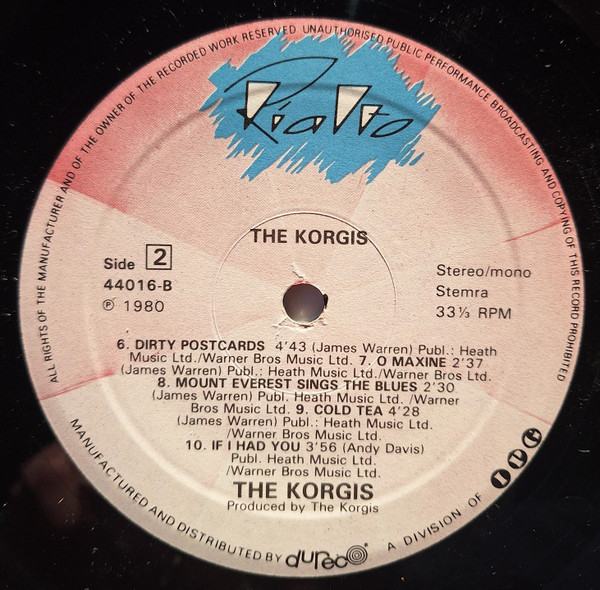 ALL RIGHTS OF THE MANUFACTURER AND OF THE OWNER OF THE RECORDED WORK RESERVED UNAUTHORISED PUBLIC PERFORMANCE BROADCASTING AND COPYING OF THIS RECORD PROHIBITED
Rialto
THE KORGIS
Side 2
44016-B
℗ 1980
Stereo/mono
Stemra
33⅓ RPM
6. DIRTY POSTCARDS 4'43 (James Warren) Publ.: Heath
Music Ltd./Warner Bros Music Ltd. 7. O MAXINE 2'37
(James Warren) Publ.: Heath Music Ltd./Warner Bros Music Ltd.
8. MOUNT EVEREST SINGS THE BLUES 2'30
(James Warren) Publ. Heath Music Ltd. /Warner
Bros Music Ltd. 9. COLD TEA 4'28
(James Warren) Publ.: Heath Music Ltd.
/Warner Bros Music Ltd.
10. IF I HAD YOU 3'56 (Andy Davis)
Publ. Heath Music Ltd.
/Warner Bros Music Ltd.
THE KORGIS
Produced by The Korgis
MANUFACTURED AND DISTRIBUTED BY dureco A DIVISION OF